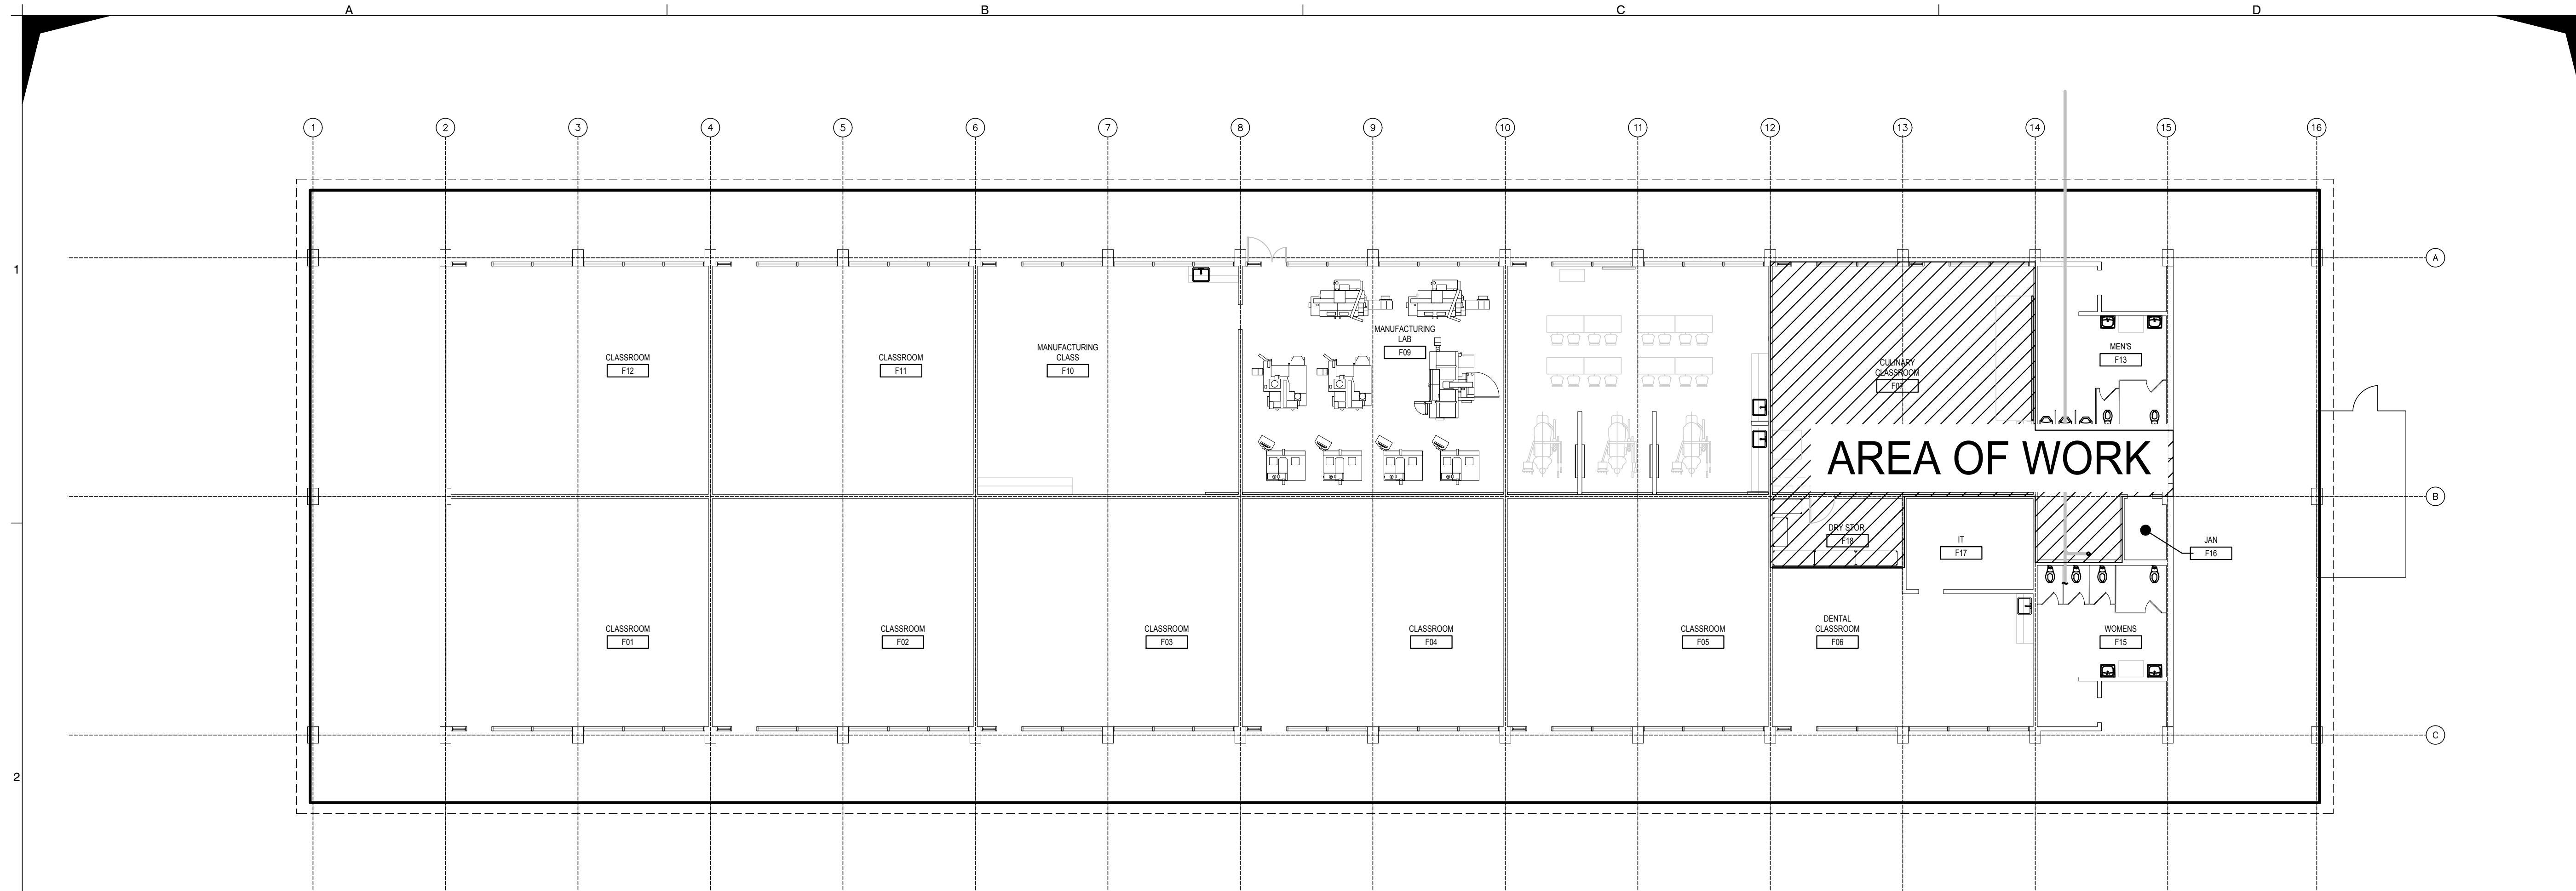 A B C D
1 2 3 4 5 6 7 8 9 10 11 12 13 14 15 16
A
1
MANUFACTURING
LAB
F09
CLASSROOM
F12
CLASSROOM
F11
MANUFACTURING
CLASS
F10
CULINARY
CLASSROOM
F07
MEN'S
F13
AREA OF WORK
B
DRY STOR.
F18
IT
F17
JAN
F16
CLASSROOM
F01
CLASSROOM
F02
CLASSROOM
F03
CLASSROOM
F04
CLASSROOM
F05
DENTAL
CLASSROOM
F06
WOMENS
F15
C
2